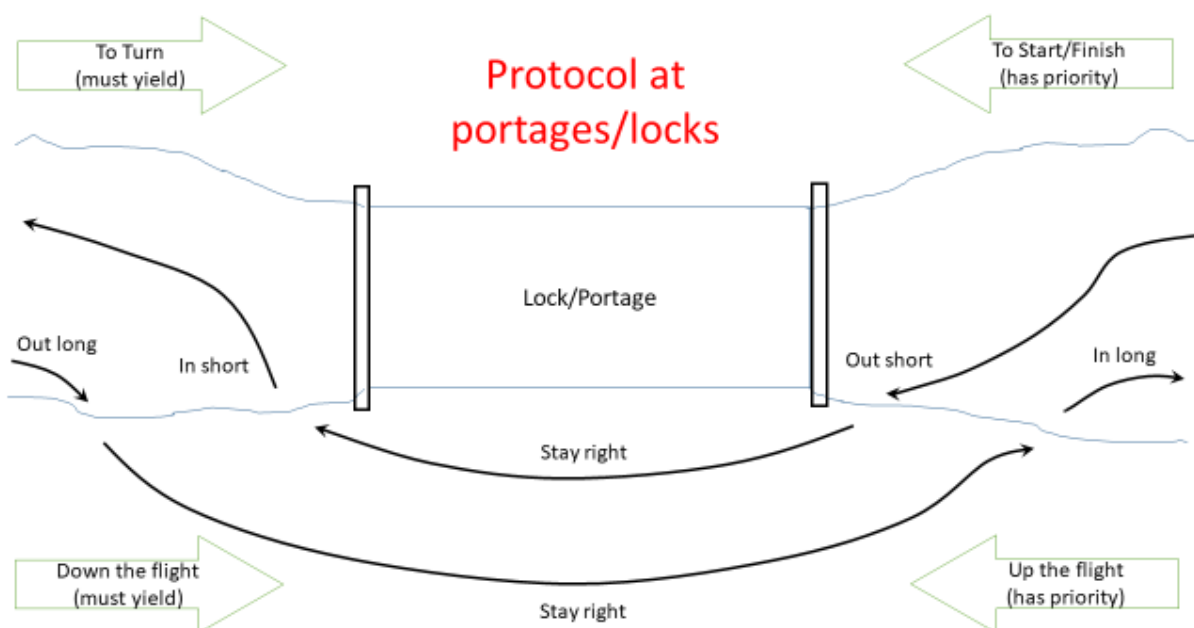 To Turn
(must yield)
Protocol at
portages/locks
To Start/Finish
(has priority)
Lock/Portage
Out long
In short
Out short
In long
Stay right
Down the flight
(must yield)
Stay right
Up the flight
(has priority)